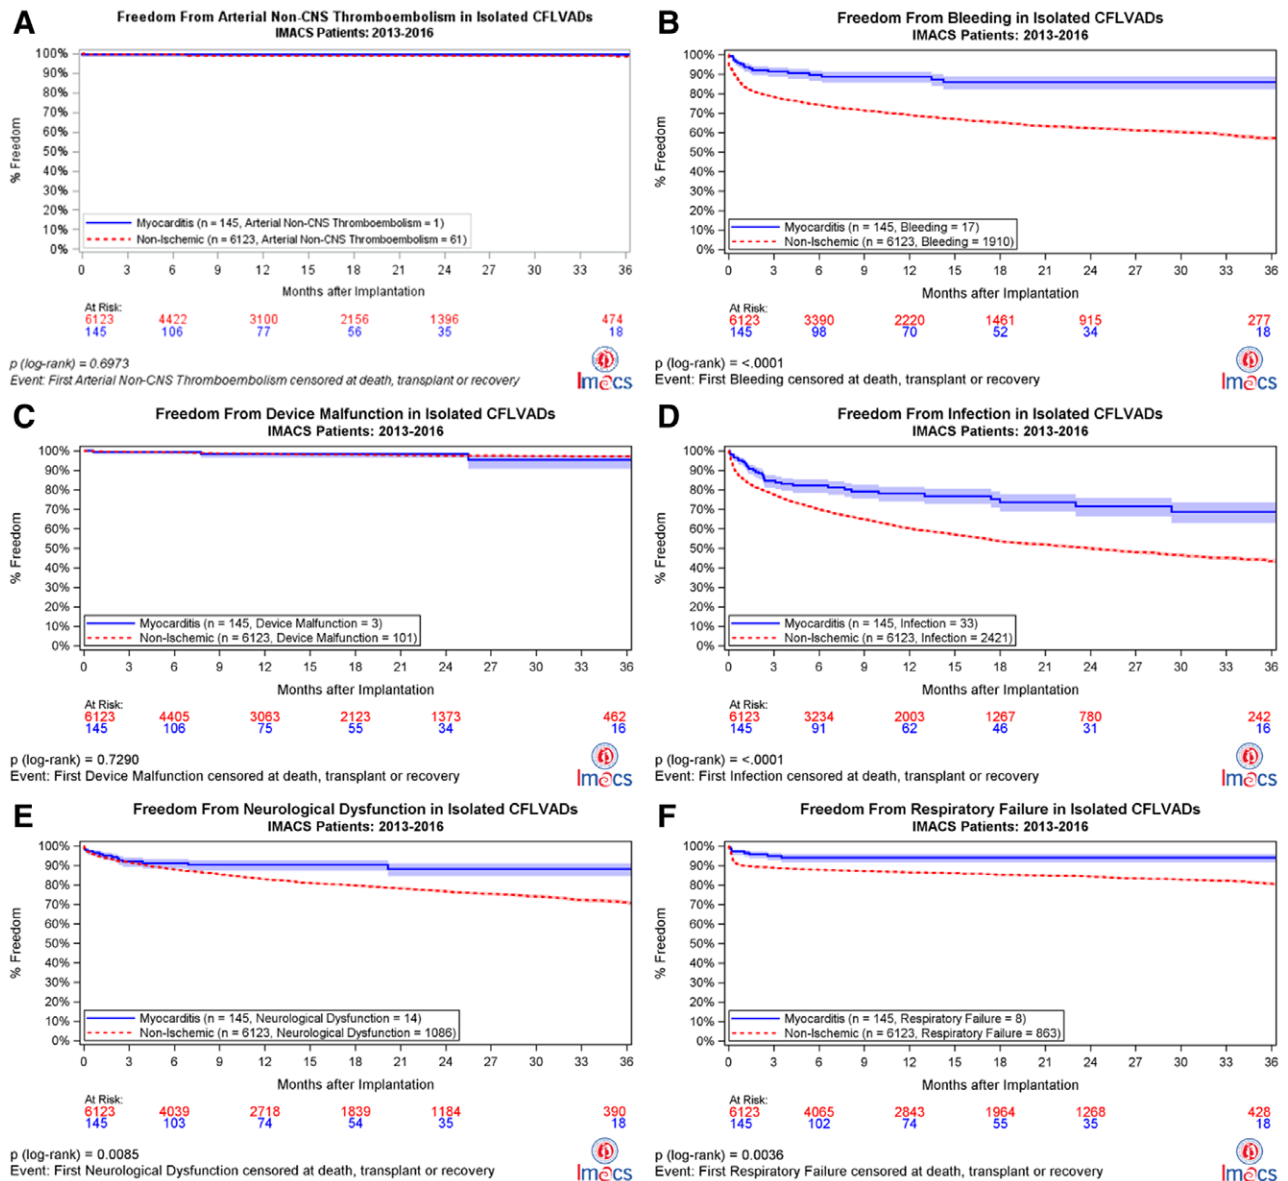 A
Freedom From Arterial Non-CNS Thromboembolism in Isolated CFLVADs
IMACS Patients: 2013-2016
100%
90%
80%
70%
60%
50%
40%
30%
20%
10%
0%
% Freedom
Myocarditis (n = 145, Arterial Non-CNS Thromboembolism = 1)
Non-Ischemic (n = 6123, Arterial Non-CNS Thromboembolism = 61)
0 3 6 9 12 15 18 21 24 27 30 33 36
Months after Implantation
At Risk:
6123 4422 3100 2156 1396 474
145 106 77 56 35 18
p (log-rank) = 0.6973
Event: First Arterial Non-CNS Thromboembolism censored at death, transplant or recovery
Imacs
B
Freedom From Bleeding in Isolated CFLVADs
IMACS Patients: 2013-2016
100%
90%
80%
70%
60%
50%
40%
30%
20%
10%
0%
% Freedom
Myocarditis (n = 145, Bleeding = 17)
Non-Ischemic (n = 6123, Bleeding = 1910)
0 3 6 9 12 15 18 21 24 27 30 33 36
Months after Implantation
At Risk:
6123 3390 2220 1461 915 277
145 98 70 52 34 18
p (log-rank) = <.0001
Event: First Bleeding censored at death, transplant or recovery
Imacs
C
Freedom From Device Malfunction in Isolated CFLVADs
IMACS Patients: 2013-2016
100%
90%
80%
70%
60%
50%
40%
30%
20%
10%
0%
% Freedom
Myocarditis (n = 145, Device Malfunction = 3)
Non-Ischemic (n = 6123, Device Malfunction = 101)
0 3 6 9 12 15 18 21 24 27 30 33 36
Months after Implantation
At Risk:
6123 4405 3063 2123 1373 462
145 106 75 55 34 16
p (log-rank) = 0.7290
Event: First Device Malfunction censored at death, transplant or recovery
Imacs
D
Freedom From Infection in Isolated CFLVADs
IMACS Patients: 2013-2016
100%
90%
80%
70%
60%
50%
40%
30%
20%
10%
0%
% Freedom
Myocarditis (n = 145, Infection = 33)
Non-Ischemic (n = 6123, Infection = 2421)
0 3 6 9 12 15 18 21 24 27 30 33 36
Months after Implantation
At Risk:
6123 3234 2003 1267 780 242
145 91 62 46 31 16
p (log-rank) = <.0001
Event: First Infection censored at death, transplant or recovery
Imacs
E
Freedom From Neurological Dysfunction in Isolated CFLVADs
IMACS Patients: 2013-2016
100%
90%
80%
70%
60%
50%
40%
30%
20%
10%
0%
% Freedom
Myocarditis (n = 145, Neurological Dysfunction = 14)
Non-Ischemic (n = 6123, Neurological Dysfunction = 1086)
0 3 6 9 12 15 18 21 24 27 30 33 36
Months after Implantation
At Risk:
6123 4039 2718 1839 1184 390
145 103 74 54 35 18
p (log-rank) = 0.0085
Event: First Neurological Dysfunction censored at death, transplant or recovery
Imacs
F
Freedom From Respiratory Failure in Isolated CFLVADs
IMACS Patients: 2013-2016
100%
90%
80%
70%
60%
50%
40%
30%
20%
10%
0%
% Freedom
Myocarditis (n = 145, Respiratory Failure = 8)
Non-Ischemic (n = 6123, Respiratory Failure = 863)
0 3 6 9 12 15 18 21 24 27 30 33 36
Months after Implantation
At Risk:
6123 4065 2843 1964 1268 428
145 102 74 55 35 18
p (log-rank) = 0.0036
Event: First Respiratory Failure censored at death, transplant or recovery
Imacs